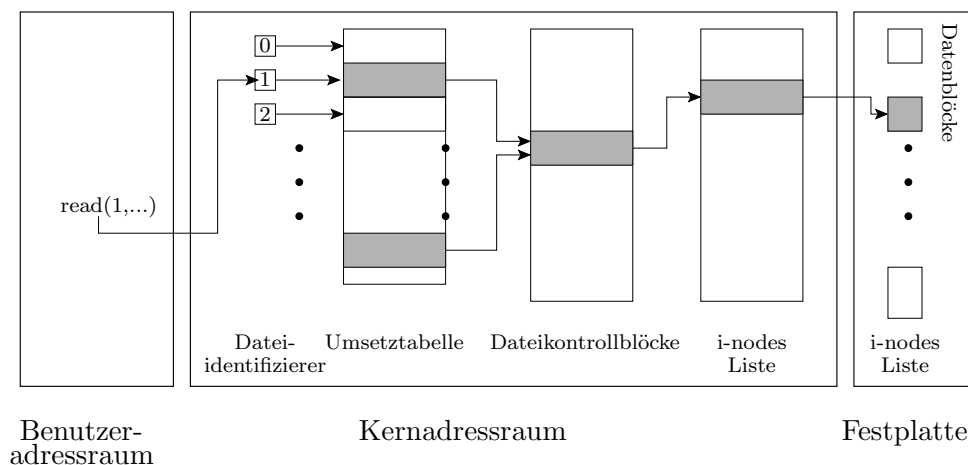 0
1
2
read(1,...)
Datenblöcke
Datei-
identifizierer
Umsetztabelle
Dateikontrollblöcke
i-nodes
Liste
i-nodes
Liste
Benutzer-
adressraum
Kernadressraum
Festplatte